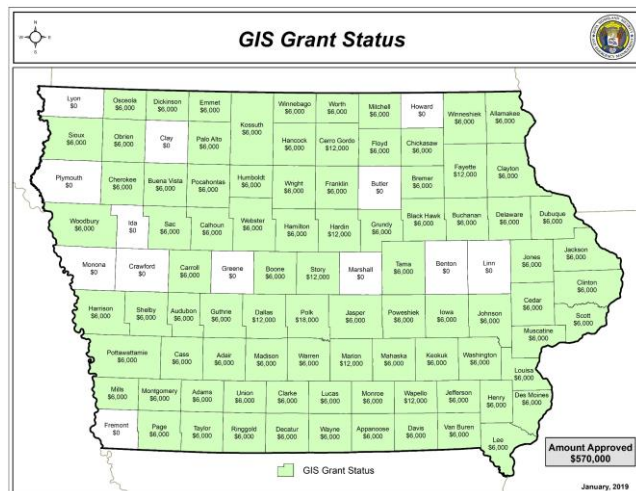 GIS Grant Status
Lyon
$0
Osceola
$6,000
Dickinson
$6,000
Emmet
$6,000
Winnebago
$6,000
Worth
$6,000
Mitchell
$6,000
Howard
$0
Winneshiek
$6,000
Allamakee
$6,000
Kossuth
$6,000
Sioux
$6,000
Obrien
$6,000
Clay
$0
Palo Alto
$6,000
Hancock
$6,000
Cerro Gordo
$12,000
Floyd
$6,000
Chickasaw
$6,000
Plymouth
$0
Cherokee
$6,000
Buena Vista
$6,000
Pocahontas
$6,000
Humboldt
$6,000
Wright
$6,000
Franklin
$6,000
Butler
$0
Bremer
$6,000
Fayette
$12,000
Clayton
$6,000
Woodbury
$6,000
Ida
$0
Sac
$6,000
Calhoun
$6,000
Webster
$6,000
Hamilton
$6,000
Hardin
$12,000
Grundy
$6,000
Black Hawk
$6,000
Buchanan
$6,000
Delaware
$6,000
Dubuque
$6,000
Monona
$0
Crawford
$0
Carroll
$6,000
Greene
$0
Boone
$6,000
Story
$12,000
Marshall
$0
Tama
$6,000
Benton
$0
Linn
$0
Jones
$6,000
Jackson
$6,000
Clinton
$6,000
Harrison
$6,000
Shelby
$6,000
Audubon
$6,000
Guthrie
$6,000
Dallas
$12,000
Polk
$18,000
Jasper
$6,000
Poweshiek
$6,000
Iowa
$6,000
Johnson
$6,000
Cedar
$6,000
Scott
$6,000
Muscatine
$6,000
Pottawattamie
$6,000
Cass
$6,000
Adair
$6,000
Madison
$6,000
Warren
$6,000
Marion
$12,000
Mahaska
$6,000
Keokuk
$6,000
Washington
$6,000
Louisa
$6,000
Mills
$6,000
Montgomery
$6,000
Adams
$6,000
Union
$6,000
Clarke
$6,000
Lucas
$6,000
Monroe
$6,000
Wapello
$12,000
Jefferson
$6,000
Henry
$6,000
Des Moines
$6,000
Fremont
$0
Page
$6,000
Taylor
$6,000
Ringgold
$6,000
Decatur
$6,000
Wayne
$6,000
Appanoose
$6,000
Davis
$6,000
Van Buren
$6,000
Lee
$6,000
Amount Approved
$570,000
GIS Grant Status
January, 2019